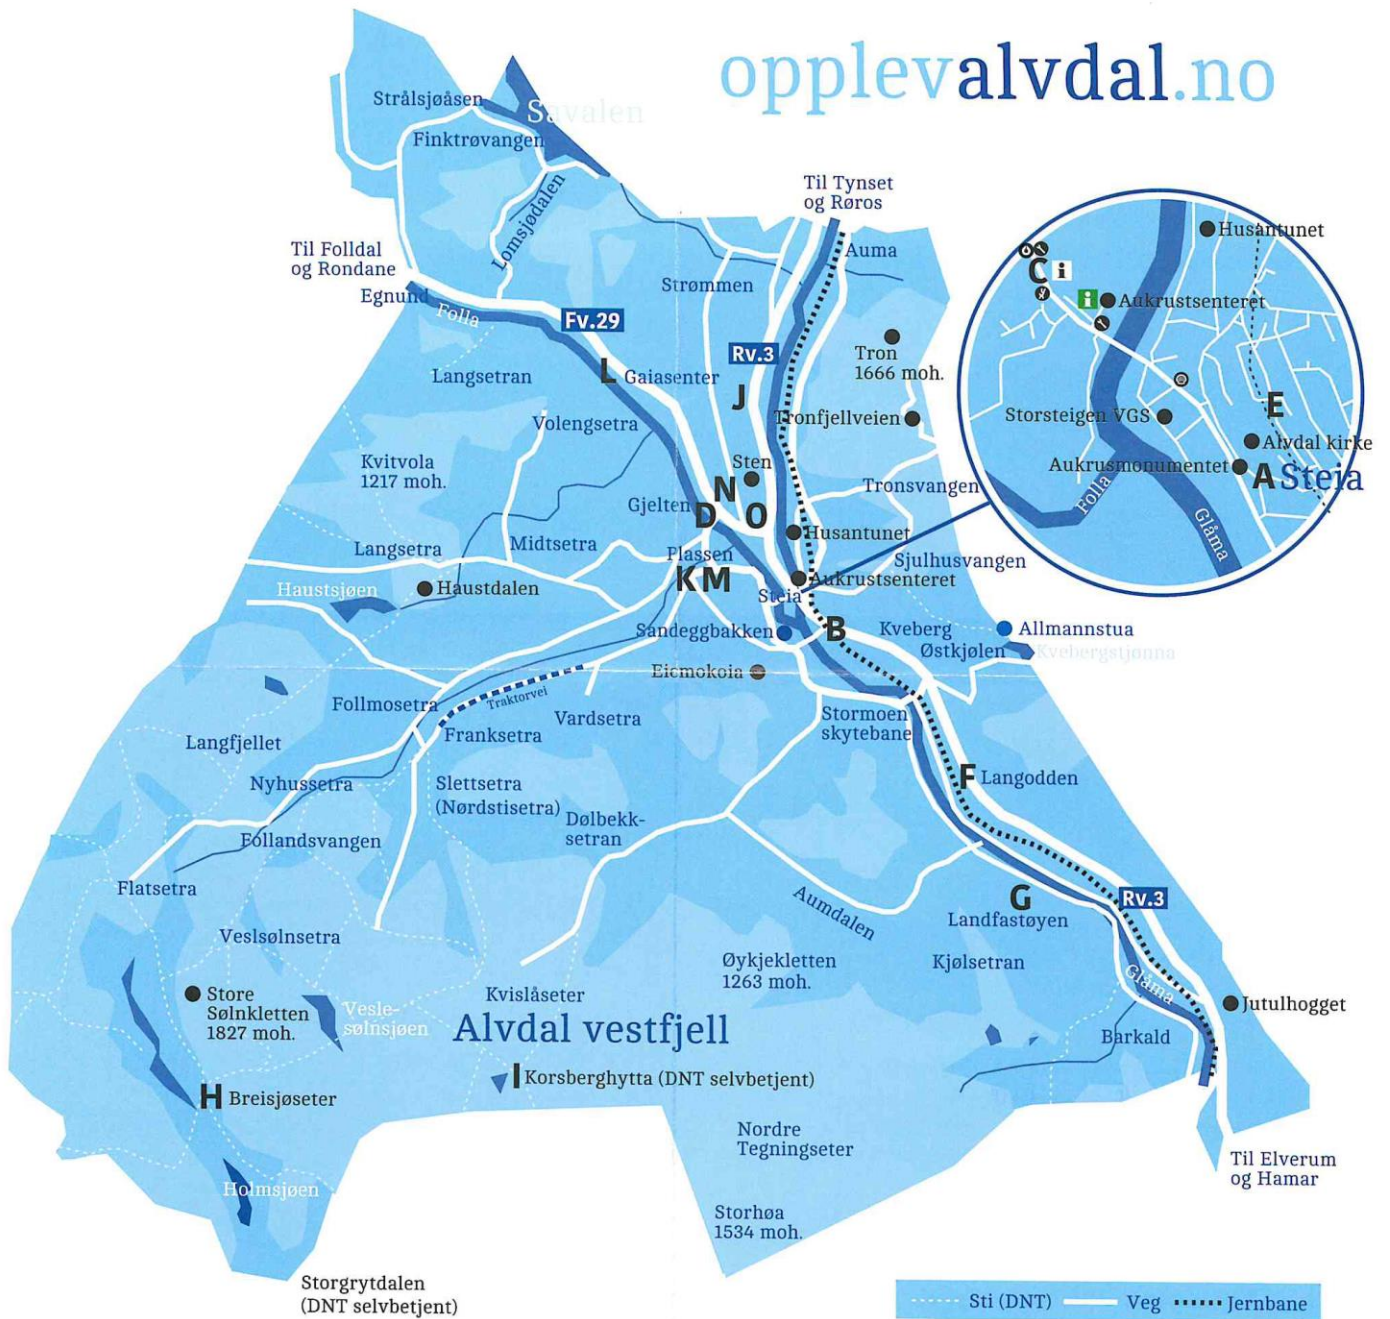 opplevalvdal.no
Strålsjøåsen
Savalen
Finktrøvangen
Lomsjødalen
Til Tynset
og Røros
Auma
Husantunet
C
i
i
Aukrustsenteret
E
Storsteigen VGS
Alvdal kirke
Aukrusmonumentet
A Steia
Folla
Glåma
Til Folldal
og Rondane
Egnund
Folla
Strømmen
Fv.29
Rv.3
Tron
1666 moh.
Langsetran
L
Gaiasenter
J
Tronfjellveien
Volengsetra
Kvitvola
1217 moh.
Sten
N
Tronsvangen
Gjelten
D
O
Husantunet
Langsetra
Midtsetra
Plassen
Sjulhusvangen
Haustsjøen
Haustdalen
K M
Aukrustsenteret
Steia
Sandeggbakken
B
Kveberg
Allmannstua
Østkjølen
Kvebergstjønna
Eiemokoia
Follmosetra
Traktorvei
Vardsetra
Stormoen
skytebane
Langfjellet
Franksetra
Nyhussetra
Slettsetra
(Nørdstisetra)
F
Langodden
Follandsvangen
Dølbekk-
setran
Flatsetra
Aumdalen
G
Landfastøyen
Rv.3
Veslsølnsetra
Øykjekletten
1263 moh.
Kjølsetran
Glåma
Store
Sølnkletten
1827 moh.
Vesle-
sølnsjøen
Kvislåseter
Jutulhogget
Alvdal vestfjell
Barkald
I
Korsberghytta (DNT selvbetjent)
H
Breisjøseter
Nordre
Tegningseter
Til Elverum
og Hamar
Holmsjøen
Storhøa
1534 moh.
Storgrytdalen
(DNT selvbetjent)
Sti (DNT) Veg Jernbane